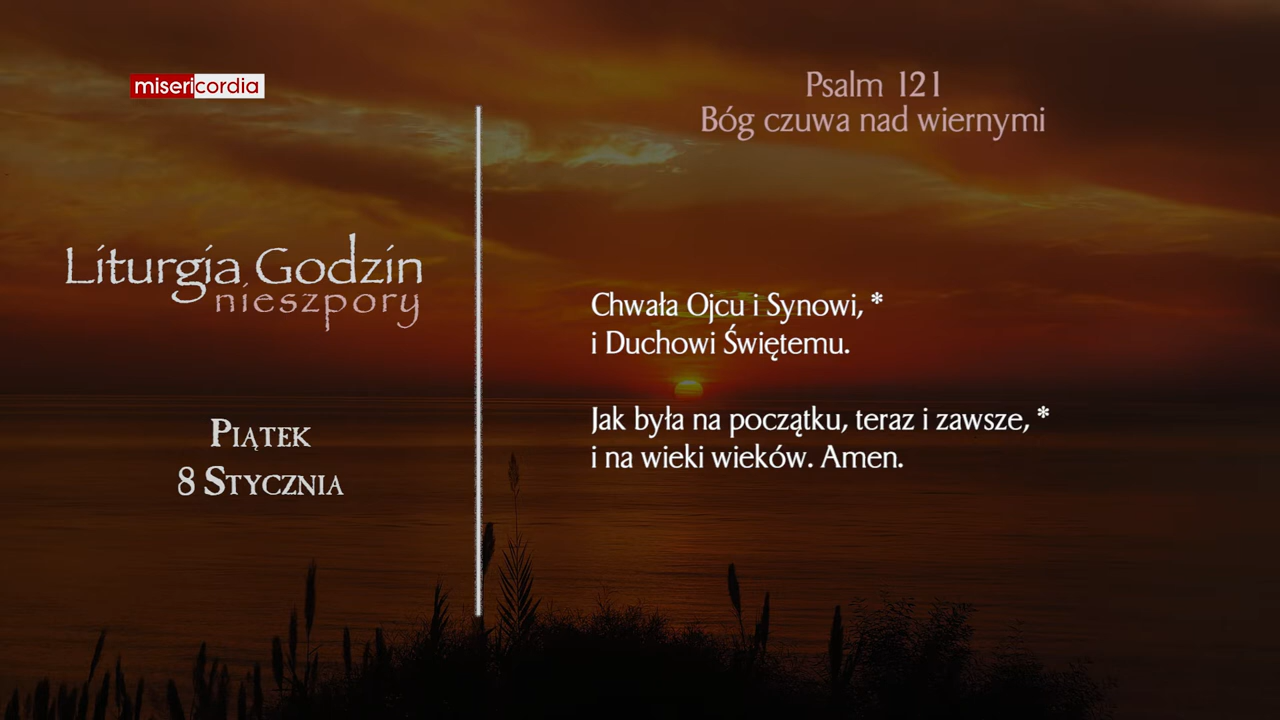 misericordia
Liturgia Godzin
nieszpory
Piątek
8 Stycznia
Psalm 121
Bóg czuwa nad wiernymi
Chwała Ojcu i Synowi, *
i Duchowi Świętemu.
Jak była na początku, teraz i zawsze, *
i na wieki wieków. Amen.